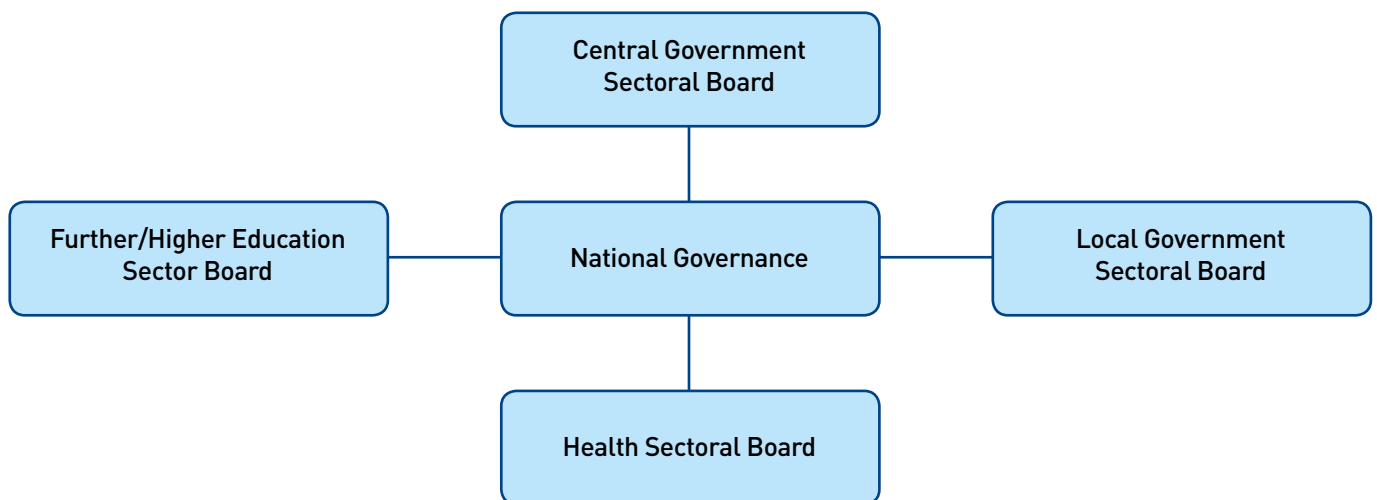 Central Government
Sectoral Board
Further/Higher Education
Sector Board
National Governance
Local Government
Sectoral Board
Health Sectoral Board